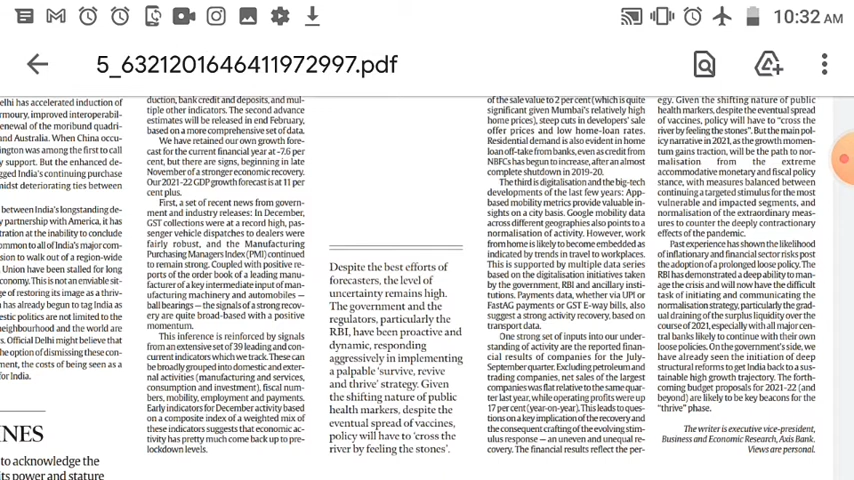 10:32 AM
5_6321201646411972997.pdf
elhi has accelerated induction of
rmoury, improved interoperabil-
enewal of the moribund quadri-
and Australia. When China occu-
ington was among the first to call
y support. But the enhanced de-
gged India's continuing purchase
midst deteriorating ties between
between India's longstanding de-
y partnership with America, it has
tration at the inability to conclude
ommon to all of India's major com-
sion to walk out of a region-wide
Union have been stalled for long
economy. This is not an enviable sit-
ge of restoring its image as a thriv-
has already begun to tag India as
estic politics are not limited to the
neighbourhood and the world are
. Official Delhi might believe that
he option of dismissing these con-
ment, the costs of being seen as a
for India.
INES
to acknowledge the
its power and stature
duction, bank credit and deposits, and mul-
tiple other indicators. The second advance
estimates will be released in end February,
based on a more comprehensive set of data.
We have retained our own growth fore-
cast for the current financial year at -7.6 per
cent, but there are signs, beginning in late
November of a stronger economic recovery.
Our 2021-22 GDP growth forecast is at 11 per
cent plus.
First, a set of recent news from govern-
ment and industry releases: In December,
GST collections were at a record high, pas-
senger vehicle dispatches to dealers were
fairly robust, and the Manufacturing
Purchasing Managers Index (PMI) continued
to remain strong. Coupled with positive re-
ports of the order book of a leading manu-
facturer of a key intermediate input of man-
ufacturing machinery and automobiles —
ball bearings — the signals of a strong recov-
ery are quite broad-based with a positive
momentum.
This inference is reinforced by signals
from an extensive set of 39 leading and con-
current indicators which we track. These can
be broadly grouped into domestic and exter-
nal activities (manufacturing and services,
consumption and investment), fiscal num-
bers, mobility, employment and payments.
Early indicators for December activity based
on a composite index of a weighted mix of
these indicators suggests that economic ac-
tivity has pretty much come back up to pre-
lockdown levels.
Despite the best efforts of
forecasters, the level of
uncertainty remains high.
The government and the
regulators, particularly the
RBI, have been proactive and
dynamic, responding
aggressively in implementing
a palpable 'survive, revive
and thrive' strategy. Given
the shifting nature of public
health markers, despite the
eventual spread of vaccines,
policy will have to 'cross the
river by feeling the stones'.
of the sale value to 2 per cent (which is quite
significant given Mumbai's relatively high
home prices), steep cuts in developers' sale
offer prices and low home-loan rates.
Residential demand is also evident in home
loan off-take rates, even as credit from
NBFCs has begun to increase, after an almost
complete shutdown in 2019-20.
The third is digitalisation and the big-tech
developments of the last few years: App-
based mobility metrics provide valuable in-
sights on a city basis. Google mobility data
across different geographies also points to a
normalisation of activity. However, work
from home is likely to become embedded as
indicated by trends in travel to workplaces.
This is supported by multiple data series
based on the digitalisation initiatives taken
by the government, RBI and ancillary insti-
tutions. Payments data, whether via UPI or
FastAG payments or GST E-way bills, also
suggest a strong activity recovery, based on
transport data.
One strong set of inputs into our under-
standing of activity are the reported finan-
cial results of companies for the July-
September quarter. Excluding petroleum and
trading companies, net sales of the largest
companies was flat relative to the same quar-
ter last year, while operating profits were up
17 per cent (year-on-year). This leads to ques-
tions on a key implication of the recovery and
the consequent crafting of the evolving stim-
ulus response — an uneven and unequal re-
covery. The financial results reflect the per-
egy. Given the shifting nature of public
health markers, despite the eventual spread
of vaccines, policy will have to "cross the
river by feeling the stones". But the main pol-
icy narrative in 2021, as the growth momen-
tum gains traction, will be the path to nor-
malisation from the extreme
accommodative monetary and fiscal policy
stance, with measures balanced between
continuing a targeted stimulus for the most
vulnerable and impacted segments, and
normalisation of the extraordinary meas-
ures to counter the deeply contractionary
effects of the pandemic.
Past experience has shown the likelihood
of inflationary and financial sector risks post
the adoption of a prolonged loose policy. The
RBI has demonstrated a deep ability to man-
age the crisis and will now have the difficult
task of initiating and communicating the
normalisation strategy, particularly the grad-
ual draining of the surplus liquidity over the
course of 2021, especially with all major cen-
tral banks likely to continue with their own
loose policies. On the government's side, we
have already seen the initiation of deep
structural reforms to get India back to a sus-
tainable high growth trajectory. The forth-
coming budget proposals for 2021-22 (and
beyond) are likely to be key beacons for the
"thrive" phase.
The writer is executive vice-president,
Business and Economic Research, Axis Bank.
Views are personal.